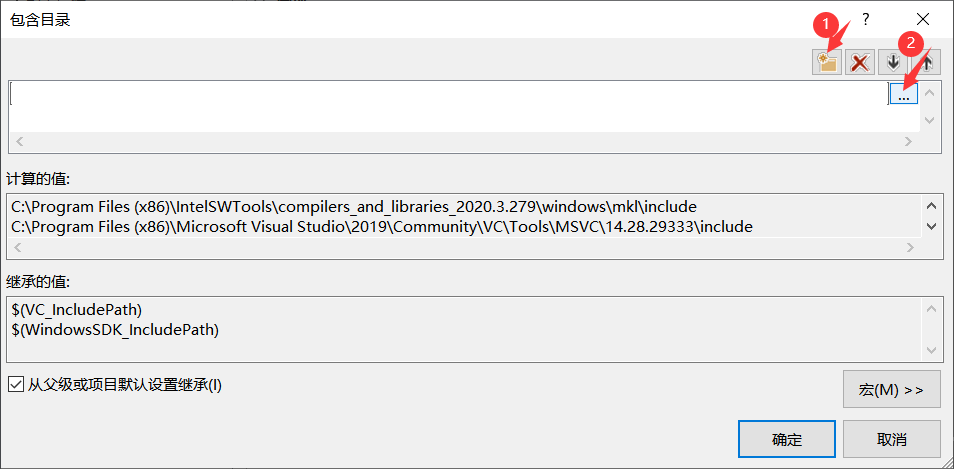 包含目录
?
1
2
...
计算的值:
C:\Program Files (x86)\IntelSWTools\compilers_and_libraries_2020.3.279\windows\mkl\include
C:\Program Files (x86)\Microsoft Visual Studio\2019\Community\VC\Tools\MSVC\14.28.29333\include
继承的值:
$(VC_IncludePath)
$(WindowsSDK_IncludePath)
从父级或项目默认设置继承(I)
宏(M) >>
确定
取消